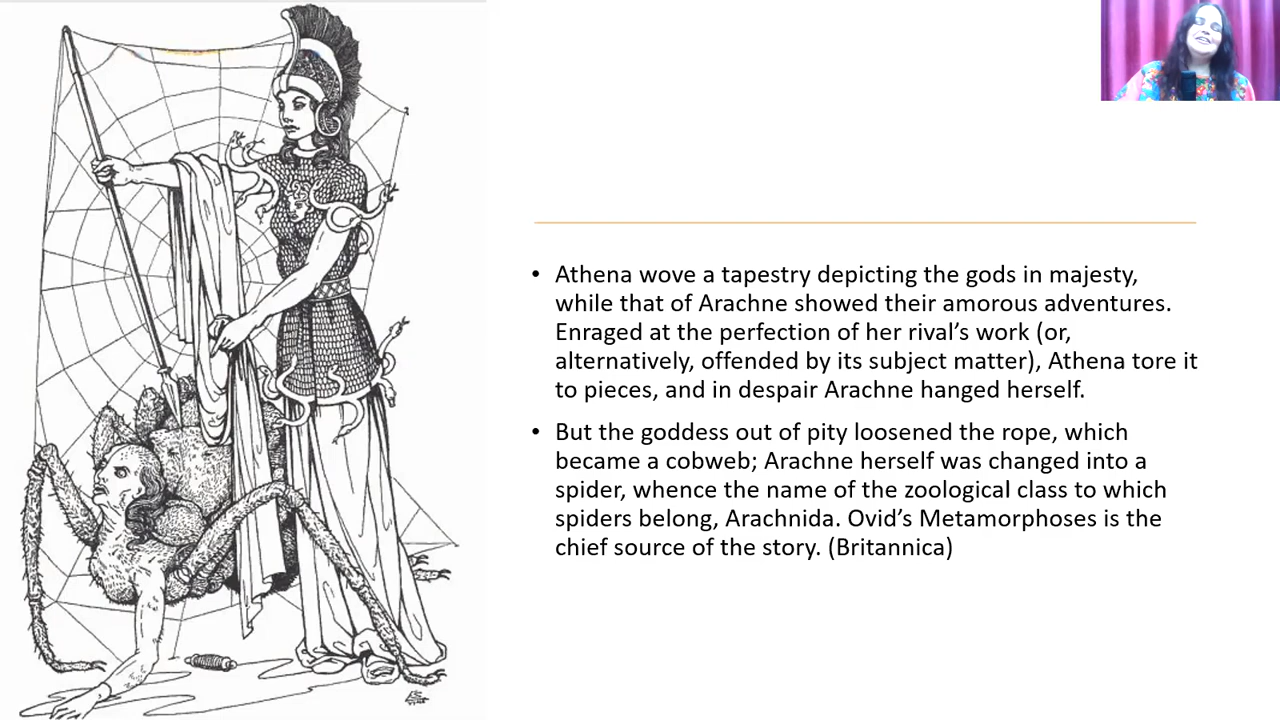 • Athena wove a tapestry depicting the gods in majesty,
while that of Arachne showed their amorous adventures.
Enraged at the perfection of her rival’s work (or,
alternatively, offended by its subject matter), Athena tore it
to pieces, and in despair Arachne hanged herself.
• But the goddess out of pity loosened the rope, which
became a cobweb; Arachne herself was changed into a
spider, whence the name of the zoological class to which
spiders belong, Arachnida. Ovid’s Metamorphoses is the
chief source of the story. (Britannica)